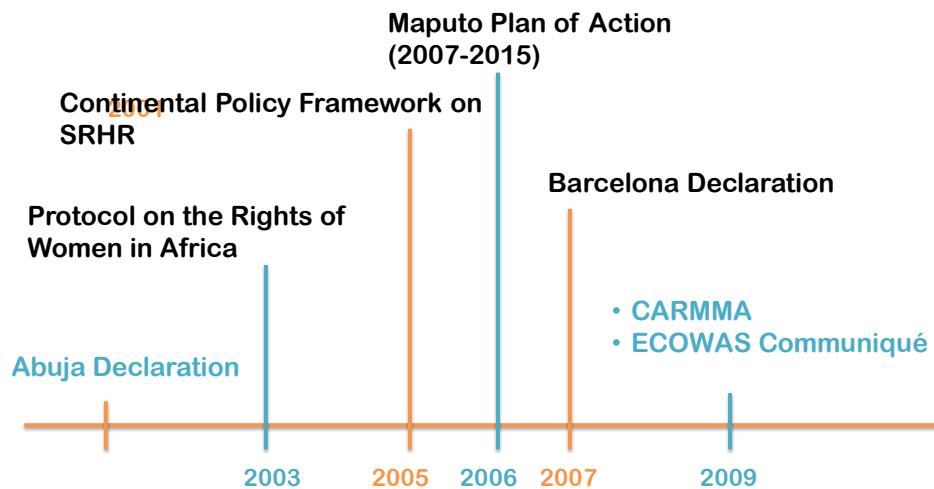 Maputo Plan of Action
(2007-2015)
2001
Continental Policy Framework on
SRHR
Barcelona Declaration
Protocol on the Rights of
Women in Africa
• CARMMA
• ECOWAS Communiqué
Abuja Declaration
2003
2005
2006
2007
2009